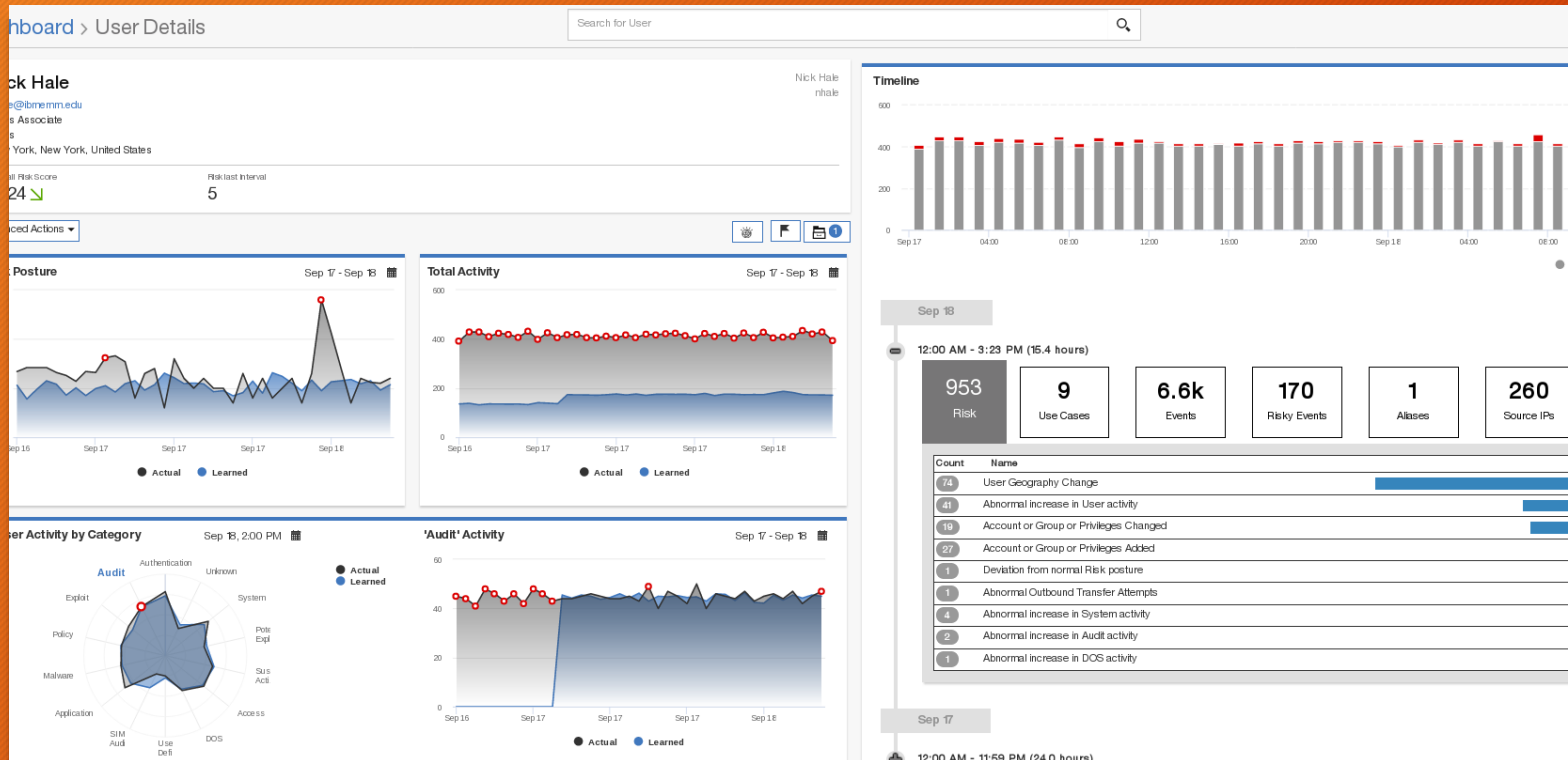 hboard > User Details
Search for User
ck Hale
Nick Hale
nhale
e@ibmemm.edu
s Associate
s
York, New York, United States
all Risk Score
24
Risk last Interval
5
nced Actions
1
Posture
Sep 17 - Sep 18
Sep 16
Sep 17
Sep 17
Sep 17
Sep 18
Actual
Learned
Total Activity
Sep 17 - Sep 18
600
400
200
0
Sep 16
Sep 17
Sep 17
Sep 17
Sep 18
Actual
Learned
ser Activity by Category
Sep 18, 2:00 PM
Actual
Learned
Authentication
Audit
Unknown
Exploit
System
Policy
Pote
Expl
Malware
Sus
Acti
Application
Access
SIM
Audi
Use
Defi
DOS
'Audit' Activity
Sep 17 - Sep 18
60
40
20
0
Sep 16
Sep 17
Sep 17
Sep 17
Sep 18
Actual
Learned
Timeline
600
400
200
0
Sep 17
04:00
08:00
12:00
16:00
20:00
Sep 18
04:00
08:00
Sep 18
12:00 AM - 3:23 PM (15.4 hours)
953
Risk
9
Use Cases
6.6k
Events
170
Risky Events
1
Aliases
260
Source IPs
Count Name
74 User Geography Change
41 Abnormal increase in User activity
19 Account or Group or Privileges Changed
27 Account or Group or Privileges Added
1 Deviation from normal Risk posture
1 Abnormal Outbound Transfer Attempts
4 Abnormal increase in System activity
2 Abnormal increase in Audit activity
1 Abnormal increase in DOS activity
Sep 17
12:00 AM - 11:59 PM (24.0 hours)